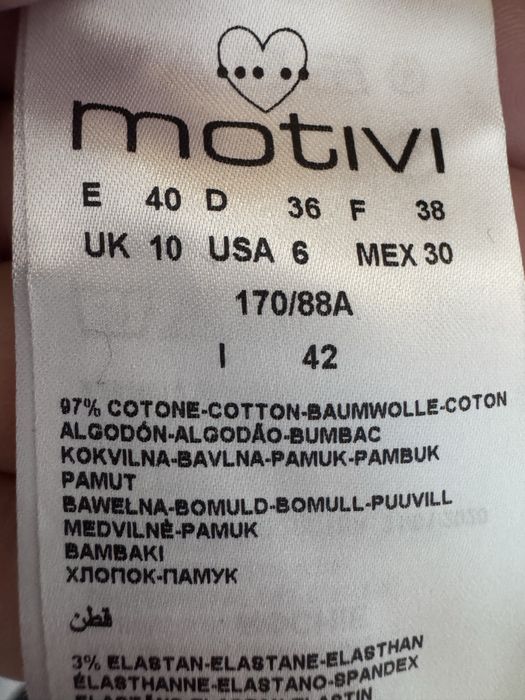 motivi
E 40 D 36 F 38
UK 10 USA 6 MEX 30
170/88A
I 42
97% COTONE-COTTON-BAUMWOLLE-COTON
ALGODÓN-ALGODÃO-BUMBAC
KOKVILNA-BAVLNA-PAMUK-PAMBUK
PAMUT
BAWEŁNA-BOMULD-BOMULL-PUUVILL
MEDVILNĖ-PAMUK
BAMBAKI
ХЛОПОК-ПАМУК
قطن
3% ELASTAN-ELASTANE-ELASTHAN
ÉLASTHANNE-ELASTANO-SPANDEX